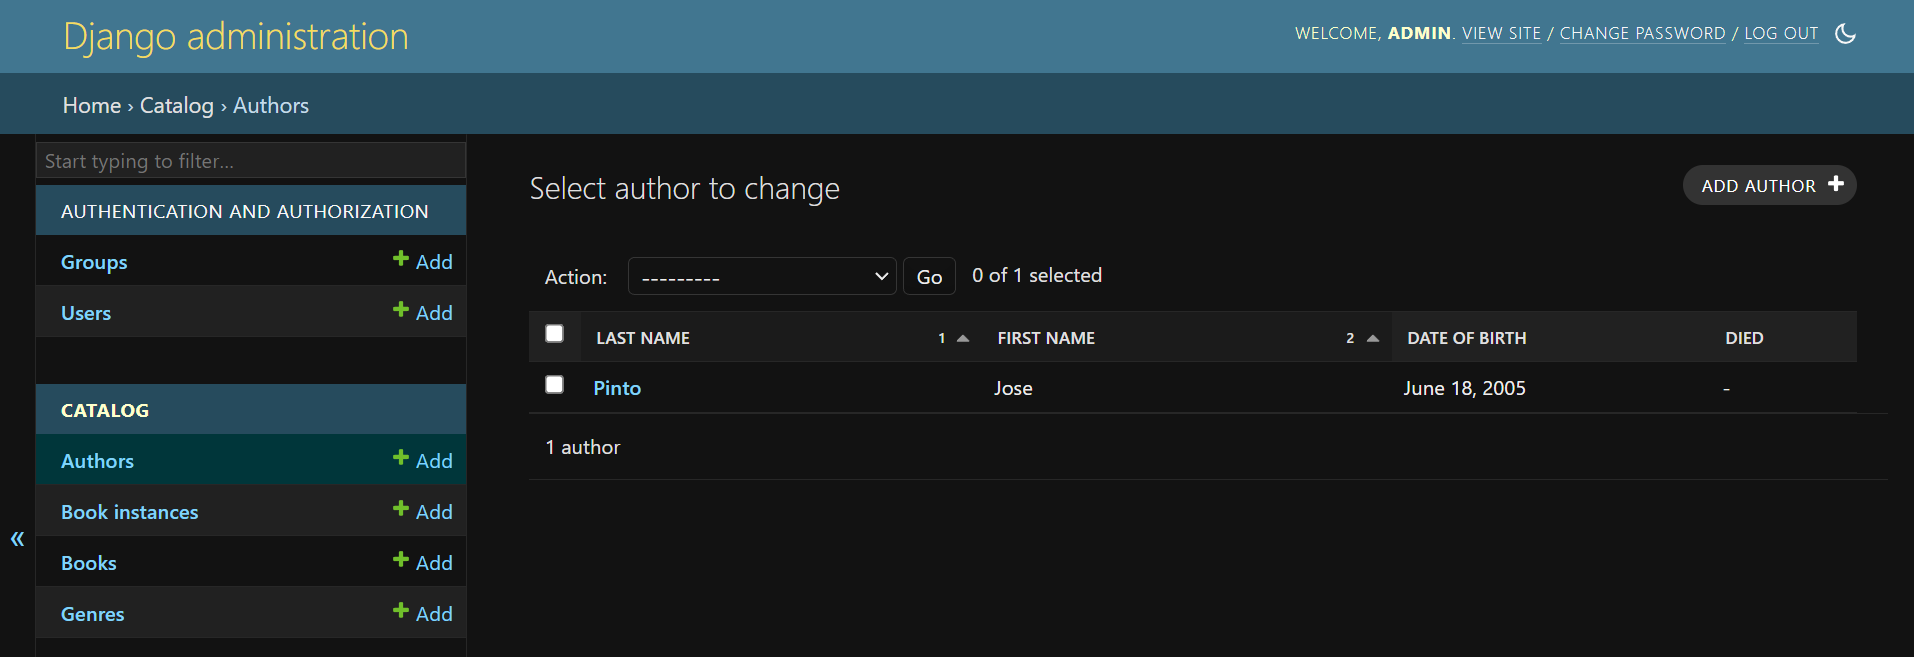 Django administration
WELCOME, ADMIN. VIEW SITE / CHANGE PASSWORD / LOG OUT
Home › Catalog › Authors
Start typing to filter...
AUTHENTICATION AND AUTHORIZATION
Groups + Add
Users + Add
CATALOG
Authors + Add
Book instances + Add
Books + Add
Genres + Add
«
Select author to change
ADD AUTHOR +
Action: --------- Go 0 of 1 selected
LAST NAME 1 FIRST NAME 2 DATE OF BIRTH DIED
Pinto Jose June 18, 2005 -
1 author